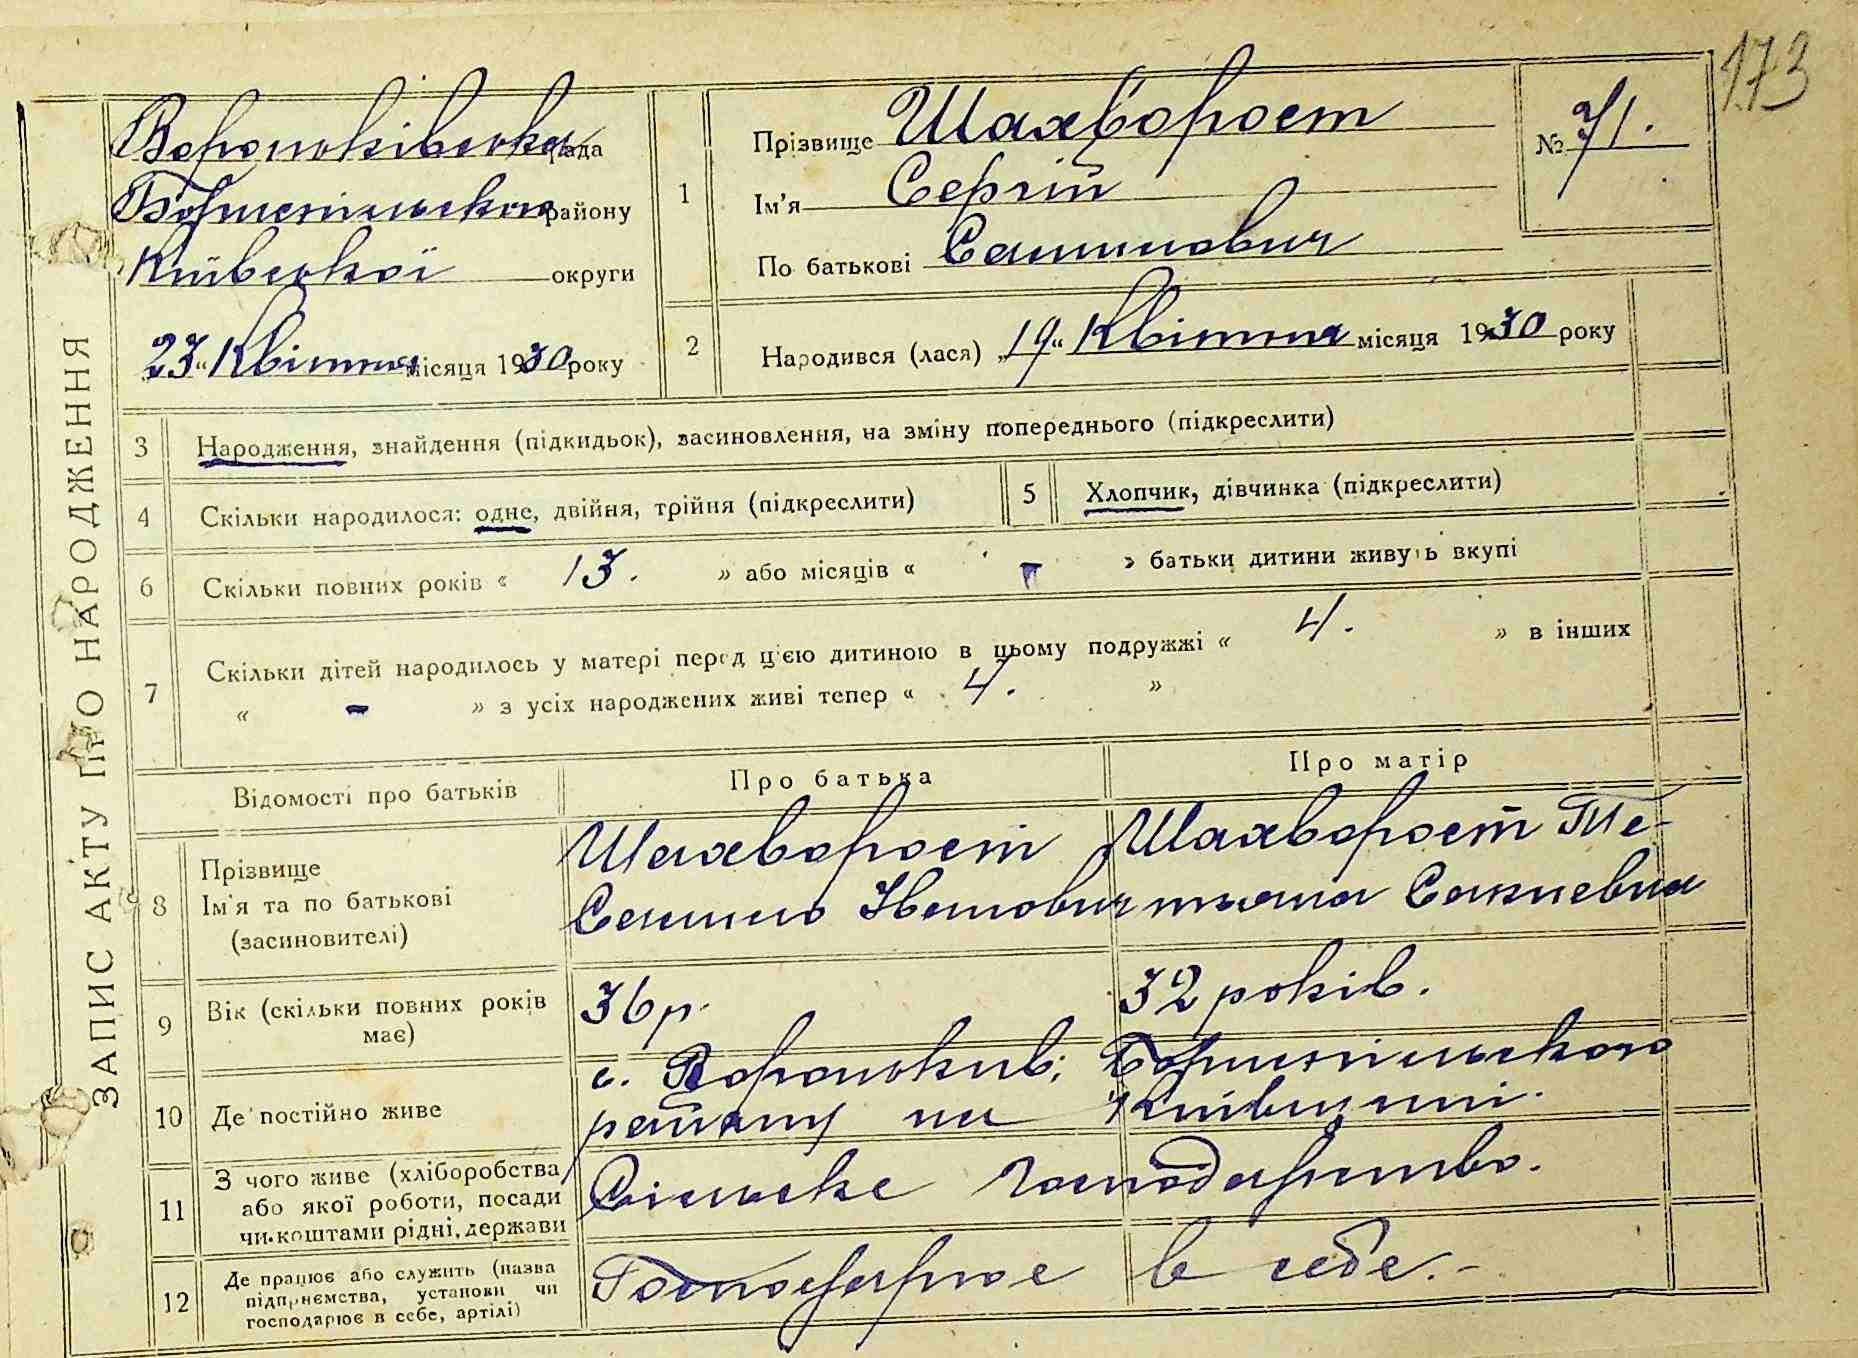 173
ЗАПИС АКТУ ПРО НАРОДЖЕННЯ
Вороньківська рада
Бориспільського району
Київської округи
23 „ Квітня місяця 1930 року
1
Прізвище Шахворост
Ім'я Сергій
По батькові Семинович
№ 71.
2
Народився (лася) „19“ Квітня місяця 1930 року
3 Народження, знайдення (підкидьок), засиновлення, на зміну попереднього (підкреслити)
4 Скільки народилося: одне, двійня, трійня (підкреслити)
5 Хлопчик, дівчинка (підкреслити)
6 Скільки повних років « 13. » або місяців « - » батьки дитини живуть вкупі
7 Скільки дітей народилось у матері перед цією дитиною в цьому подружжі « 4. » в інших
« - » з усіх народжених живі тепер « 4. »
Відомості про батьків
Про батька
Про матір
8 Прізвище
Ім'я та по батькові
(засиновителі)
Шахворост
Семино Іванович
Шахворост Те-
тьяна Сакиевна
9 Вік (скільки повних років
має)
36 р.
32 років.
10 Де постійно живе
с. Вороньків; Бориспільського
району на Київщині.
11 З чого живе (хліборобства
або якої роботи, посади
чи коштами рідні, держави
Сільске господарство.
12 Де працює або служить (назва
підприємства, установи чи
господарює в себе, артілі)
Господарює в себе.-